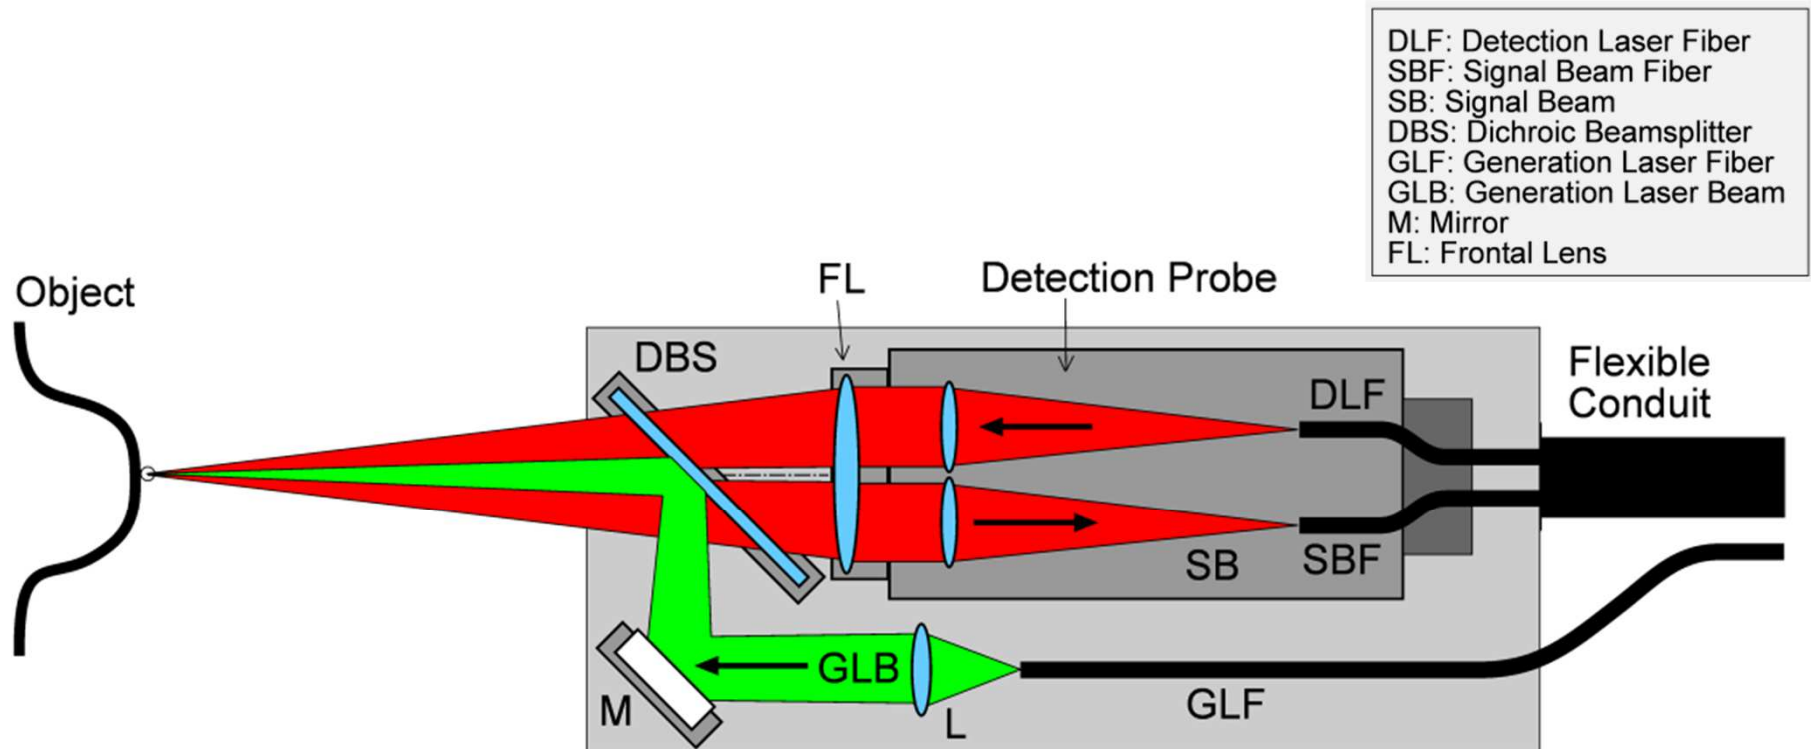 DLF: Detection Laser Fiber
SBF: Signal Beam Fiber
SB: Signal Beam
DBS: Dichroic Beamsplitter
GLF: Generation Laser Fiber
GLB: Generation Laser Beam
M: Mirror
FL: Frontal Lens
Object
FL
Detection Probe
DBS
DLF
Flexible
Conduit
SB
SBF
GLB
M
L
GLF